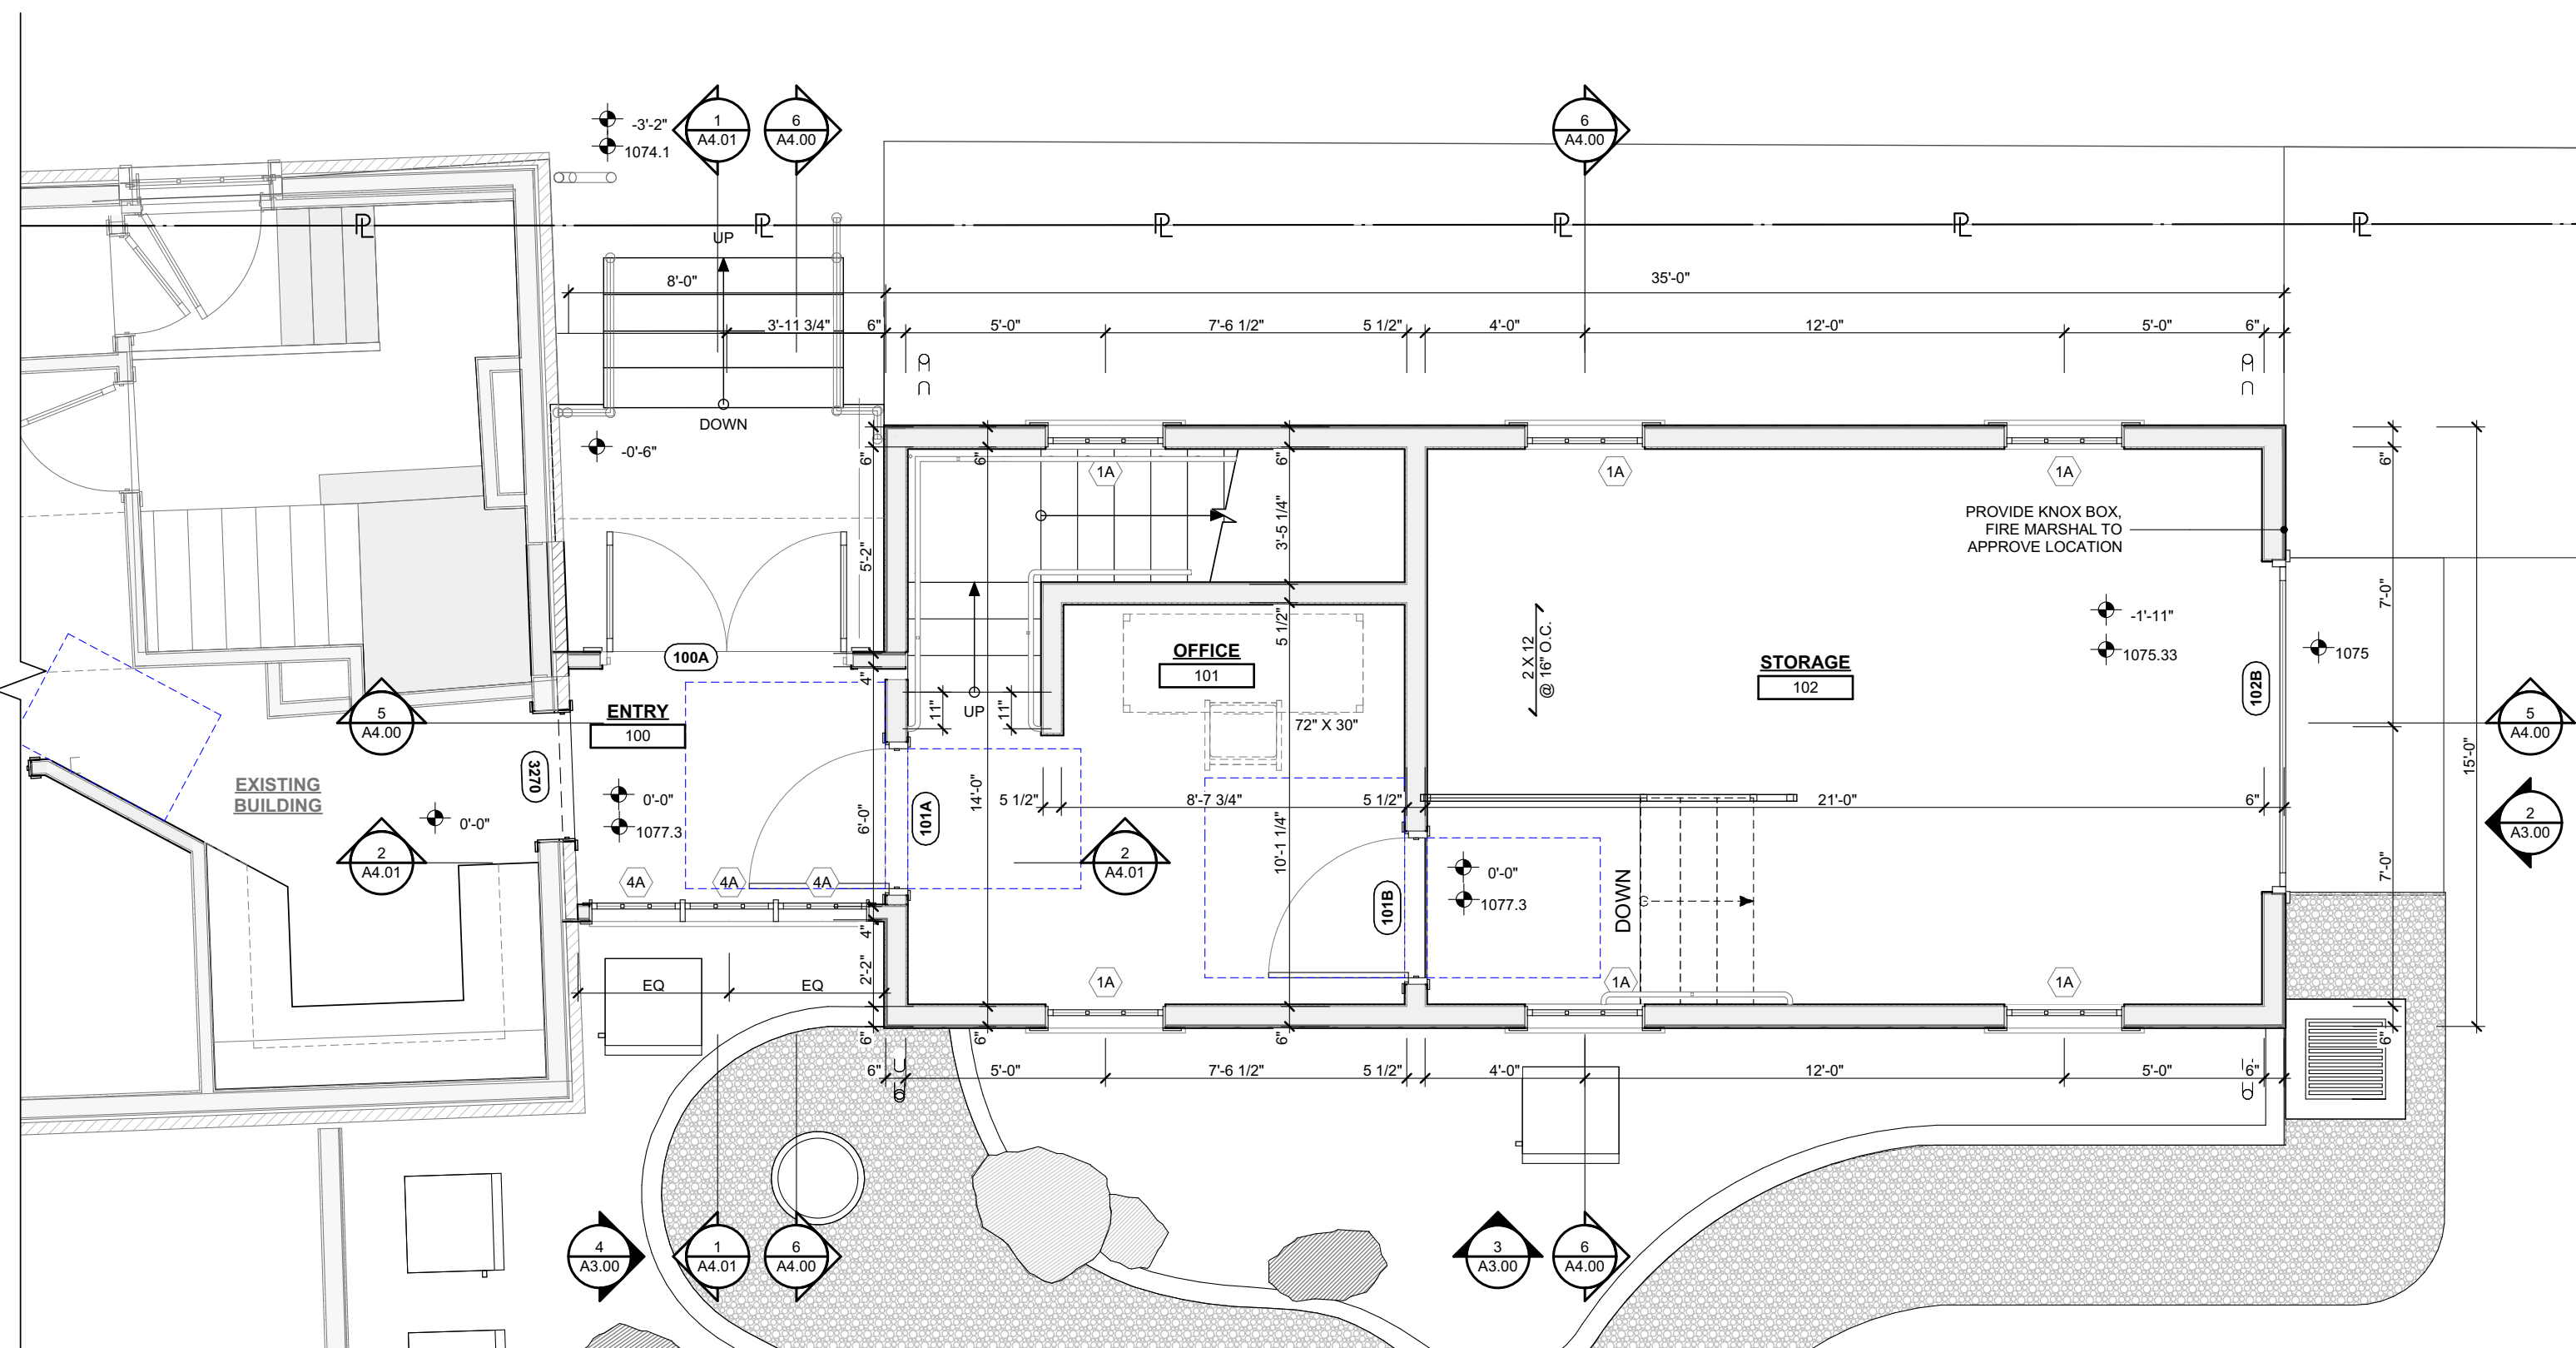 -3'-2"
1074.1
1
A4.01
6
A4.00
6
A4.00
PL
PL
PL
PL
PL
PL
UP
8'-0"
35'-0"
3'-11 3/4"
6"
5'-0"
7'-6 1/2"
5 1/2"
4'-0"
12'-0"
5'-0"
6"
DOWN
-0'-6"
6"
6"
6"
6"
1A
1A
1A
PROVIDE KNOX BOX,
FIRE MARSHAL TO
APPROVE LOCATION
5'-2"
3'-5 1/4"
7'-0"
5 1/2"
2 X 12
@ 16" O.C.
-1'-11"
1075.33
1075
100A
4"
OFFICE
101
STORAGE
102
102B
5
A4.00
ENTRY
100
11"
UP
11"
72" X 30"
5
A4.00
15'-0"
EXISTING
BUILDING
3270
0'-0"
0'-0"
1077.3
6'-0"
101A
14'-0"
5 1/2"
8'-7 3/4"
5 1/2"
21'-0"
6"
2
A3.00
2
A4.01
2
A4.01
10'-1 1/4"
0'-0"
1077.3
7'-0"
4A
4A
4A
101B
DOWN
4"
2'-2"
EQ
EQ
1A
1A
1A
6"
6"
6"
6"
6"
5'-0"
7'-6 1/2"
5 1/2"
4'-0"
12'-0"
5'-0"
6"
4
A3.00
1
A4.01
6
A4.00
3
A3.00
6
A4.00